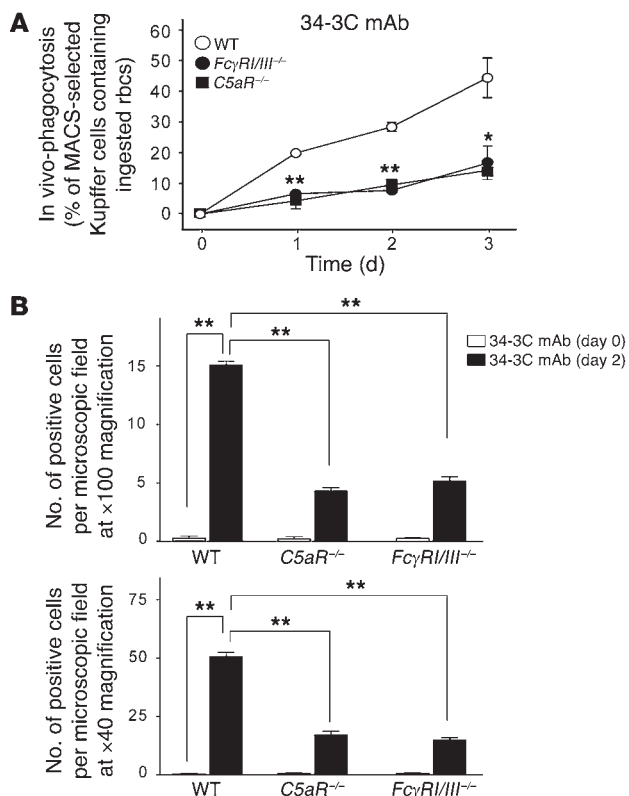 A
34-3C mAb
WT
FcγRI/III−/−
C5aR−/−
In vivo-phagocytosis
(% of MACS-selected
Kupffer cells containing
ingested rbcs)
60
50
40
30
20
10
0
**
**
*
0
1
2
3
Time (d)
B
**
**
**
34-3C mAb (day 0)
34-3C mAb (day 2)
No. of positive cells
per microscopic field
at ×100 magnification
15
10
5
0
WT
C5aR−/−
FcγRI/III−/−
**
**
**
No. of positive cells
per microscopic field
at ×40 magnification
75
50
25
0
WT
C5aR−/−
FcγRI/III−/−